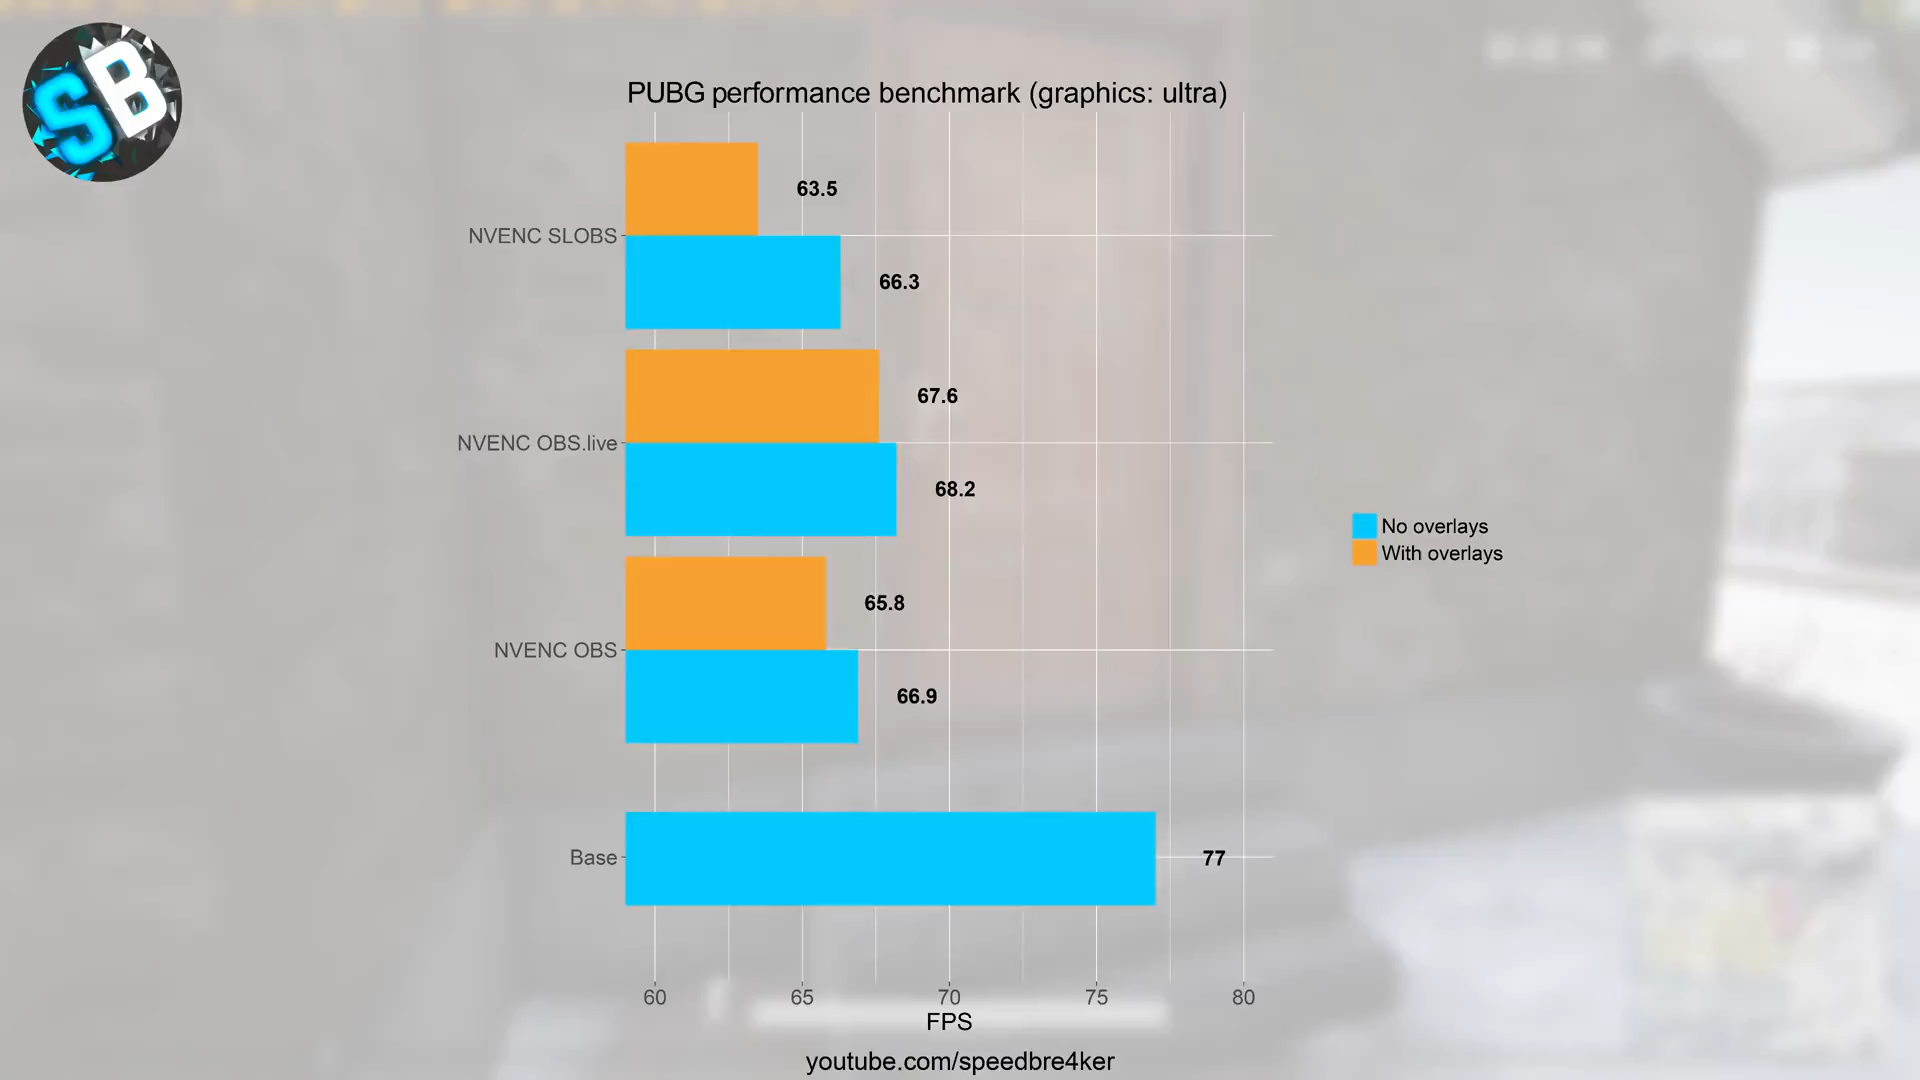 SB
PUBG performance benchmark (graphics: ultra)
63.5
NVENC SLOBS
66.3
67.6
NVENC OBS.live
68.2
No overlays
With overlays
65.8
NVENC OBS
66.9
Base
77
60 65 70 75 80
FPS
youtube.com/speedbre4ker